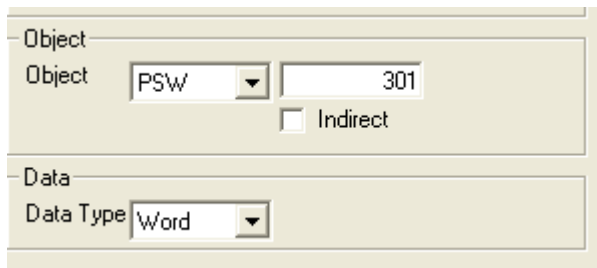 Object
Object PSW 301
Indirect
Data
Data Type Word